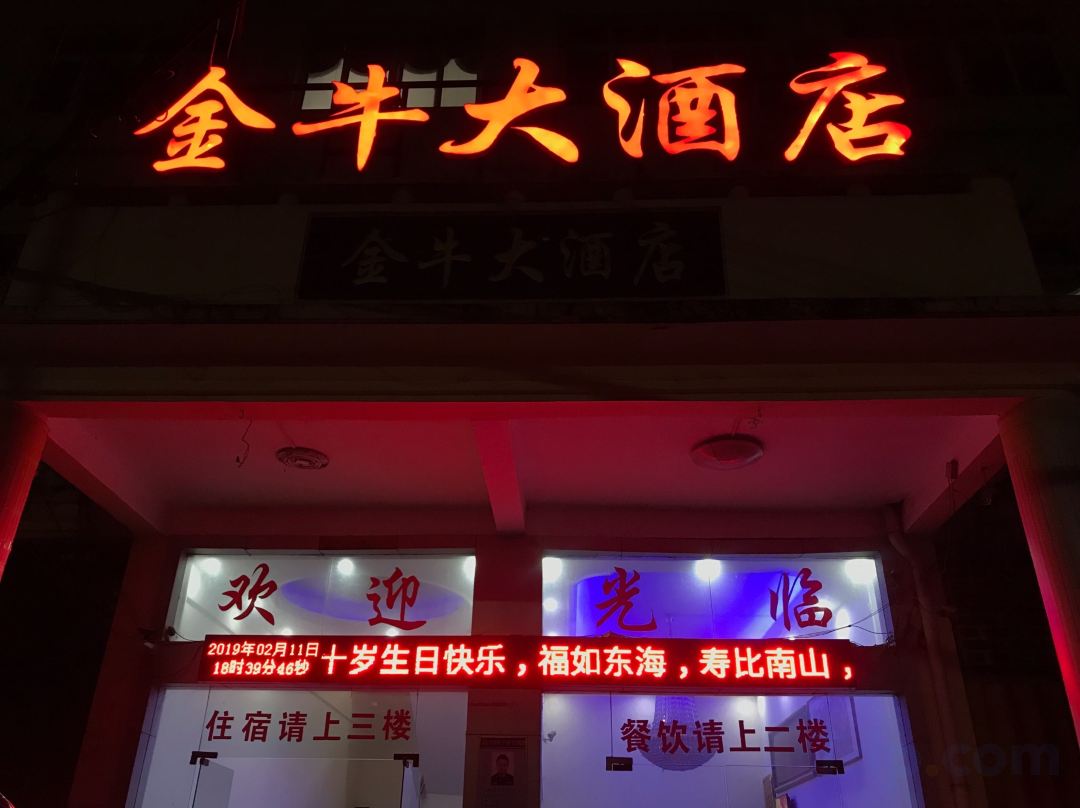 金牛大酒店
金牛大酒店
欢迎光临
2019年02月11日
18时39分46秒
十岁生日快乐，福如东海，寿比南山，
住宿请上三楼
餐饮请上二楼
.com